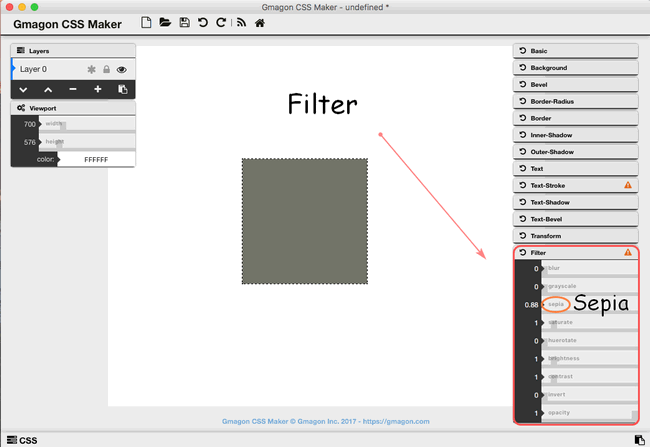 Gmagon CSS Maker - undefined *
Gmagon CSS Maker
Layers
Layer 0
Viewport
700 width
576 height
color: FFFFFF
Filter
Basic
Background
Bevel
Border-Radius
Border
Inner-Shadow
Outer-Shadow
Text
Text-Stroke
Text-Shadow
Text-Bevel
Transform
Filter
0 blur
0 greyscale
0.88 sepia Sepia
1 saturate
0 huerotate
1 brightness
1 contrast
0 invert
1 opacity
Gmagon CSS Maker © Gmagon Inc. 2017 - https://gmagon.com
CSS